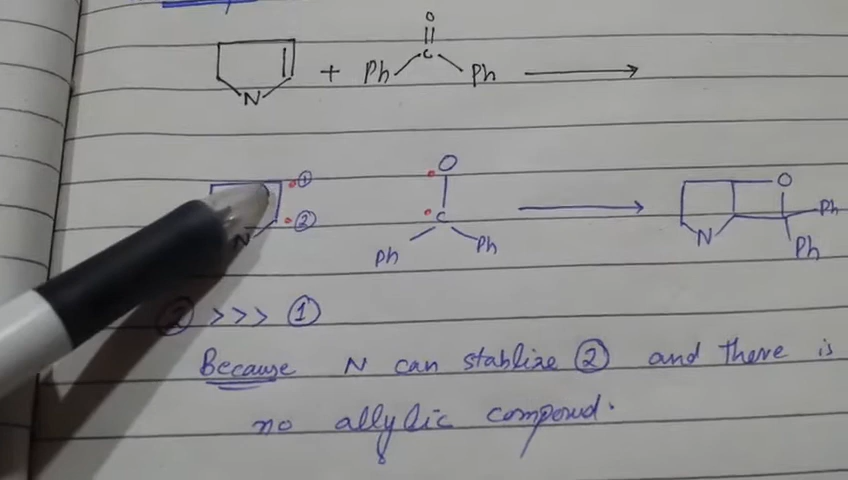 O
Ph C Ph
N + →
① O
② C
N Ph Ph → N O Ph
Ph
② >>> ①
Because N can stablize ② and there is
no allylic compoud.